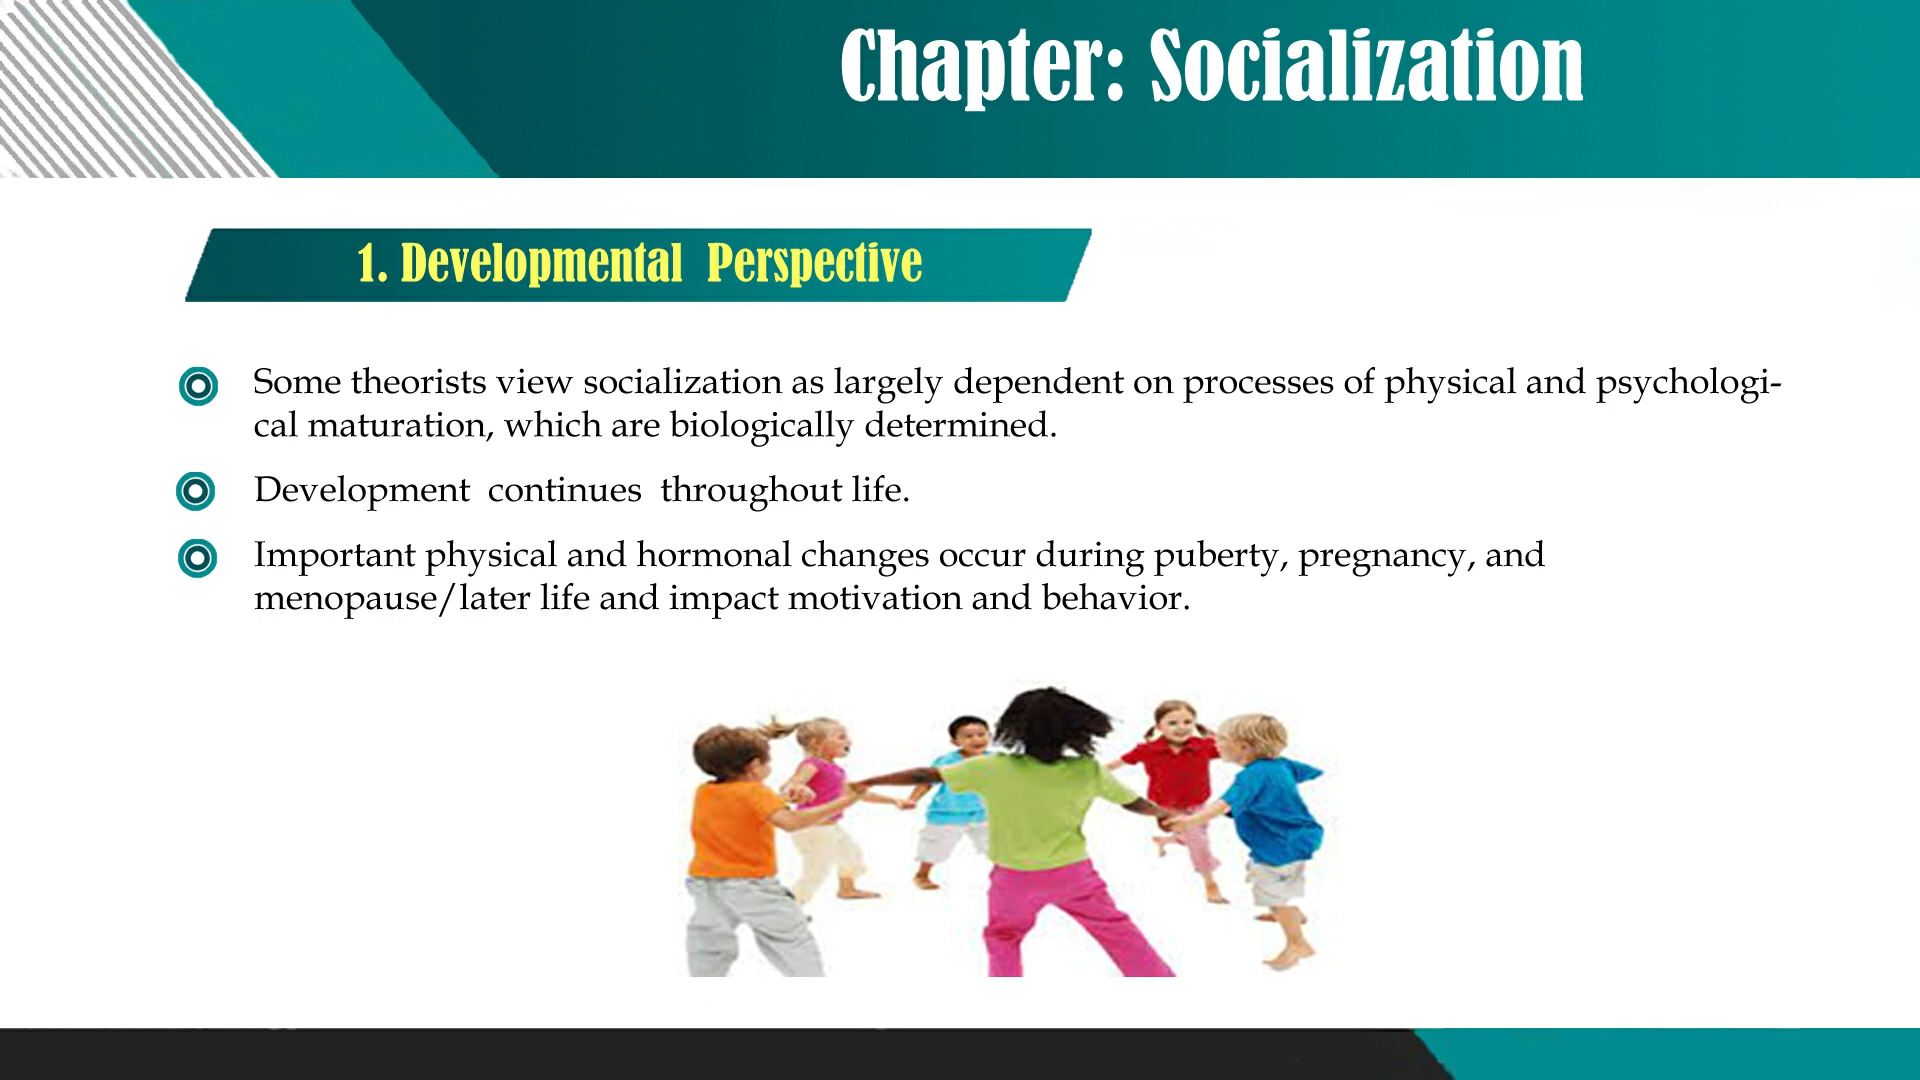 Chapter: Socialization
1. Developmental Perspective
Some theorists view socialization as largely dependent on processes of physical and psychologi-
cal maturation, which are biologically determined.
Development continues throughout life.
Important physical and hormonal changes occur during puberty, pregnancy, and
menopause/later life and impact motivation and behavior.